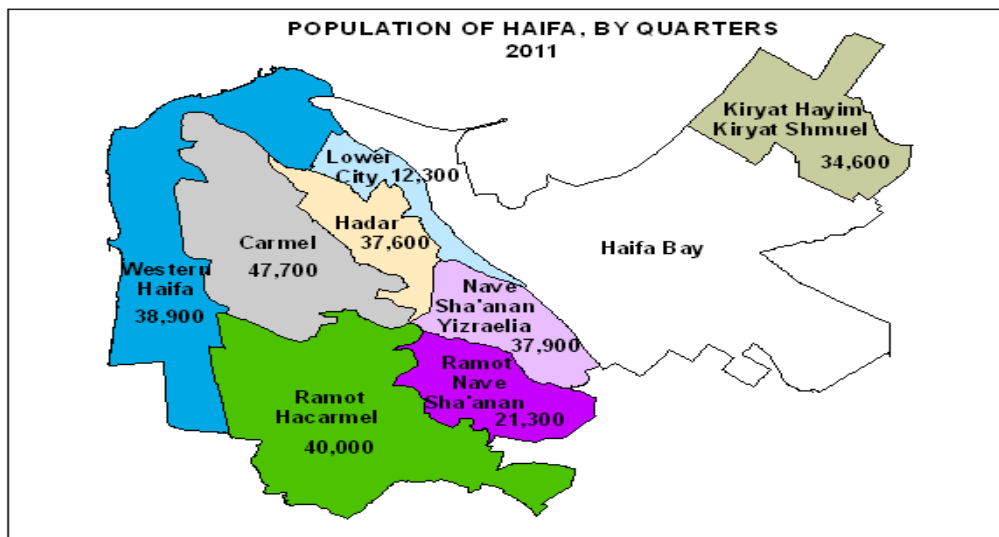 POPULATION OF HAIFA, BY QUARTERS
2011
Kiryat Hayim
Kiryat Shmuel
34,600
Lower
City 12,300
Hadar
37,600
Carmel
47,700
Haifa Bay
Western
Haifa
38,900
Nave
Sha'anan
Yizraelia
37,900
Ramot
Nave
Sha'anan
21,300
Ramot
Hacarmel
40,000